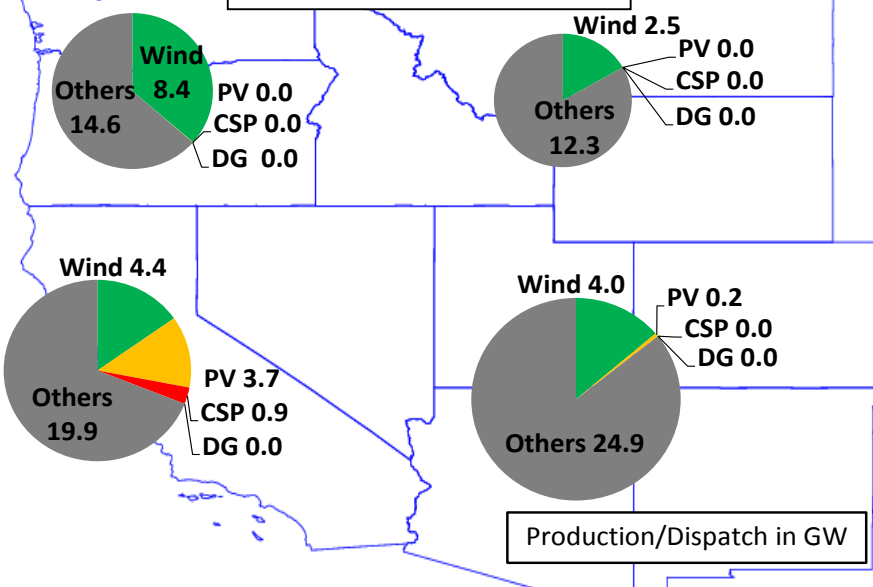 Wind
8.4
Others
14.6
PV 0.0
CSP 0.0
DG 0.0
Wind 2.5
PV 0.0
CSP 0.0
DG 0.0
Others
12.3
Wind 4.4
PV 3.7
CSP 0.9
DG 0.0
Others
19.9
Wind 4.0
PV 0.2
CSP 0.0
DG 0.0
Others 24.9
Production/Dispatch in GW